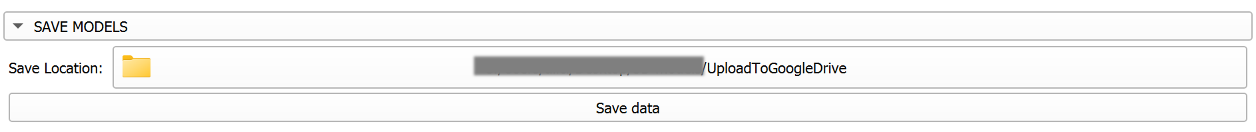 SAVE MODELS
Save Location: /UploadToGoogleDrive
Save data